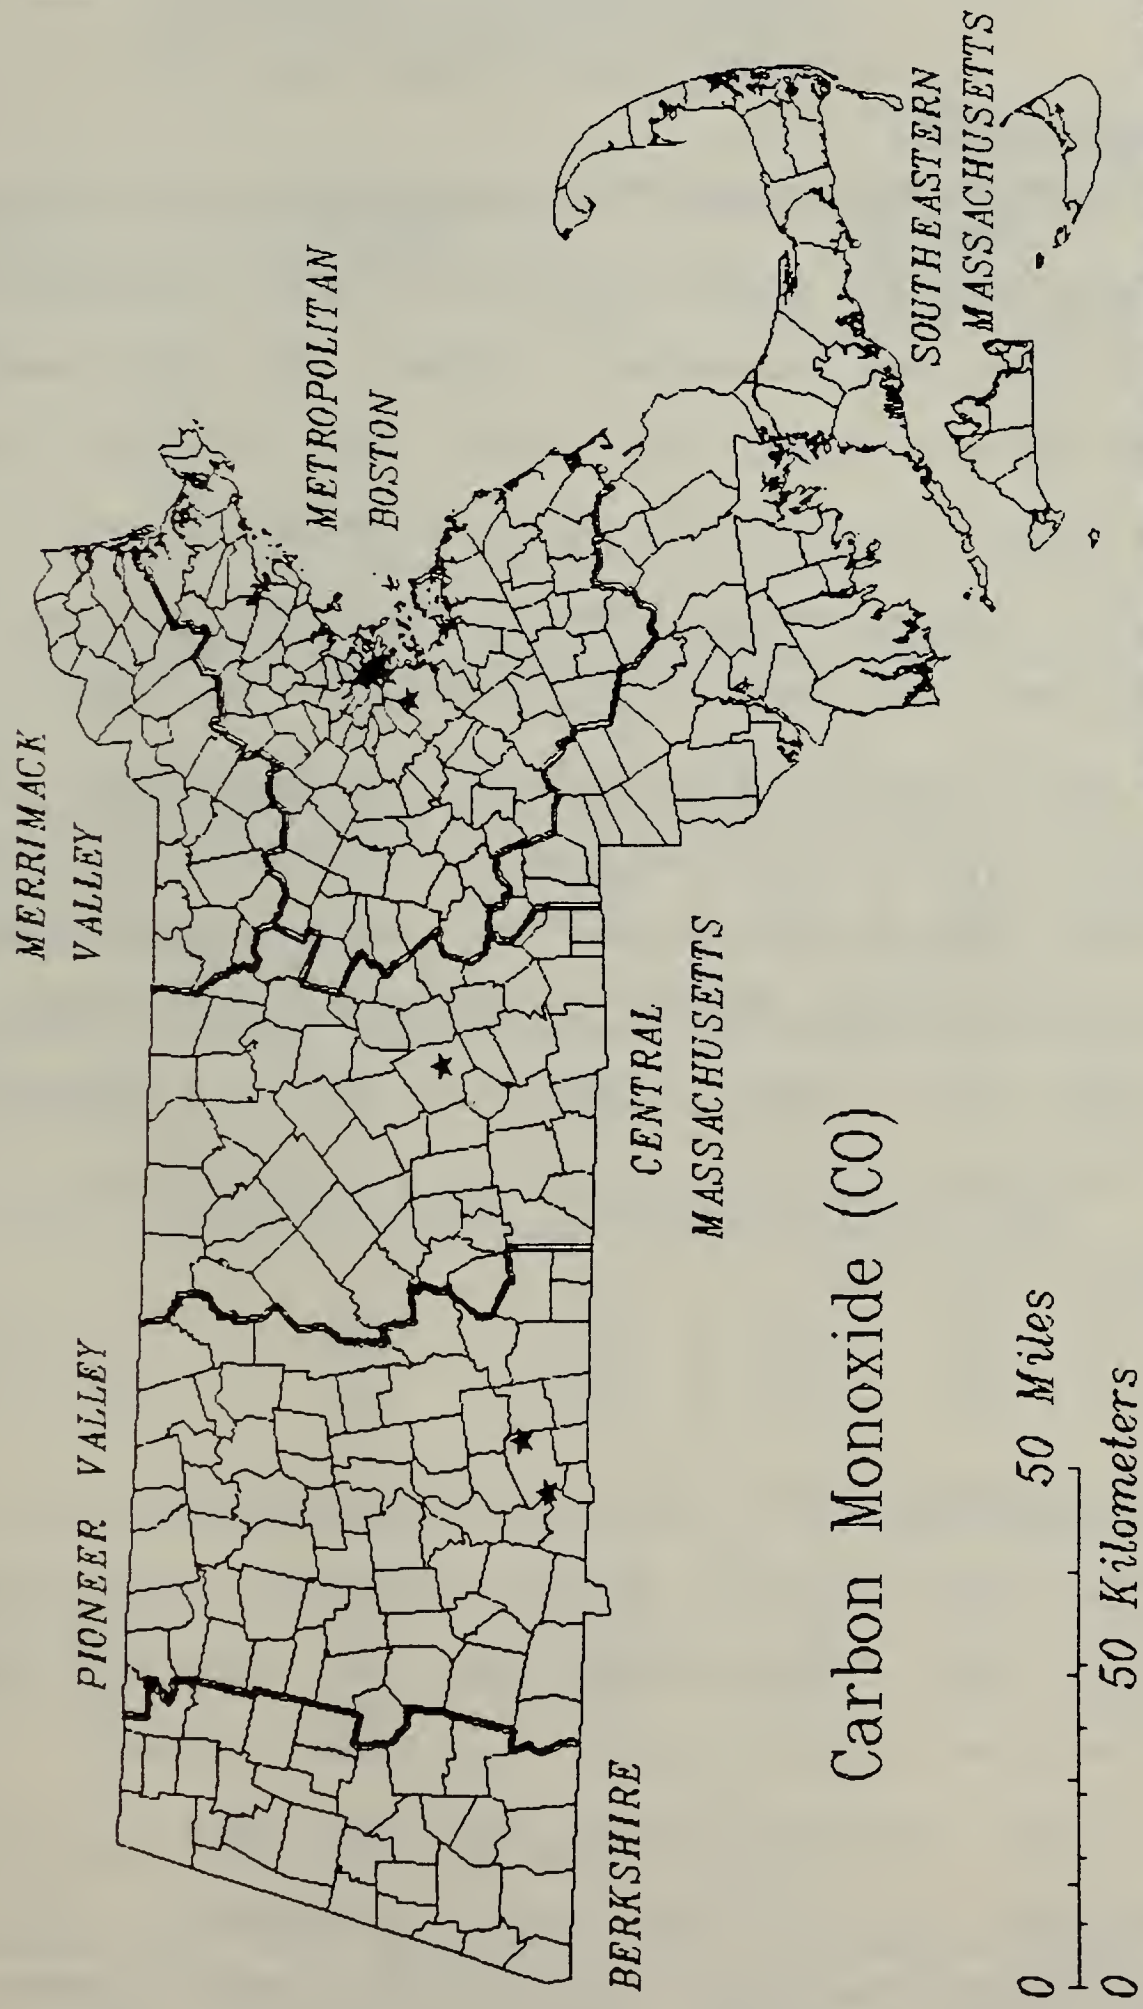 MERRIMACK
VALLEY
PIONEER VALLEY
METROPOLITAN
BOSTON
BERKSHIRE
CENTRAL
MASSACHUSETTS
SOUTHEASTERN
MASSACHUSETTS
Carbon Monoxide (CO)
0
50 Miles
0
50 Kilometers